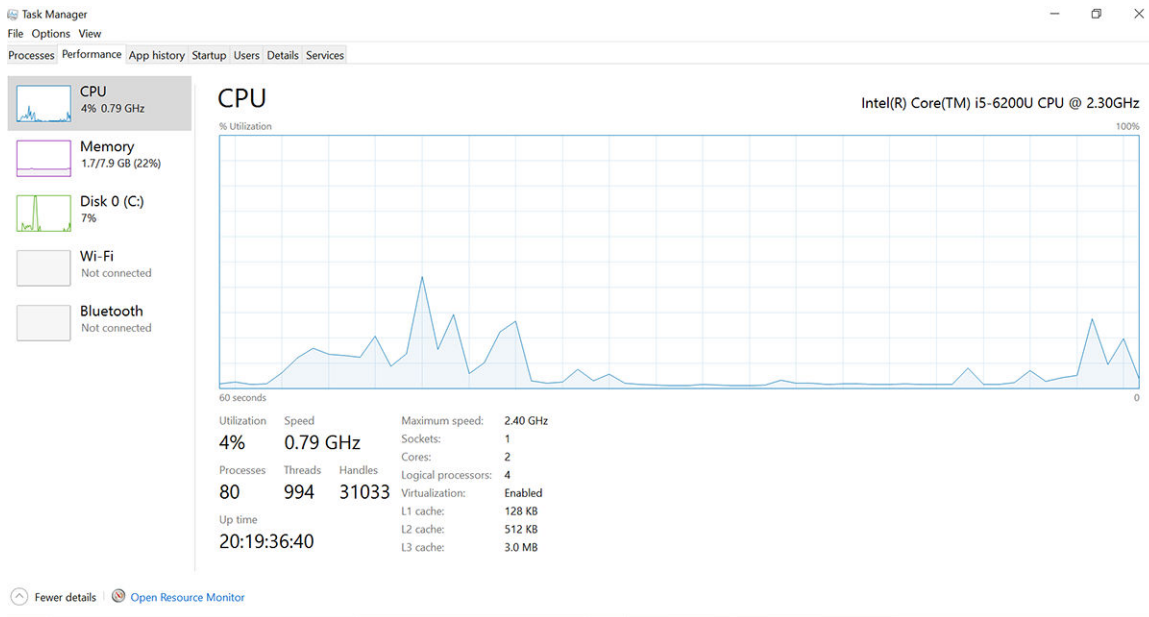 Task Manager
File Options View
Processes Performance App history Startup Users Details Services
CPU
4% 0.79 GHz
Memory
1.7/7.9 GB (22%)
Disk 0 (C:)
7%
Wi-Fi
Not connected
Bluetooth
Not connected
CPU
Intel(R) Core(TM) i5-6200U CPU @ 2.30GHz
% Utilization 100%
60 seconds 0
Utilization Speed
4% 0.79 GHz
Processes Threads Handles
80 994 31033
Up time
20:19:36:40
Maximum speed: 2.40 GHz
Sockets: 1
Cores: 2
Logical processors: 4
Virtualization: Enabled
L1 cache: 128 KB
L2 cache: 512 KB
L3 cache: 3.0 MB
Fewer details Open Resource Monitor